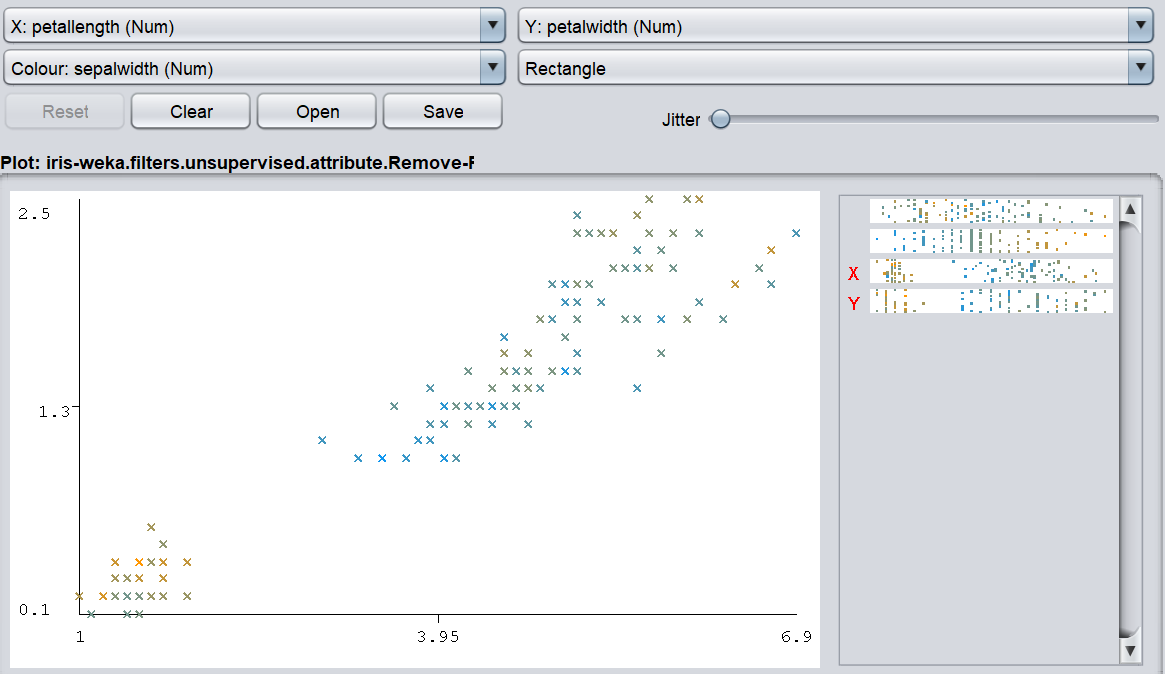 X: petallength (Num)
Y: petalwidth (Num)
Colour: sepalwidth (Num)
Rectangle
Reset
Clear
Open
Save
Jitter
Plot: iris-weka.filters.unsupervised.attribute.Remove-F
2.5
1.3
0.1
1
3.95
6.9
X
Y